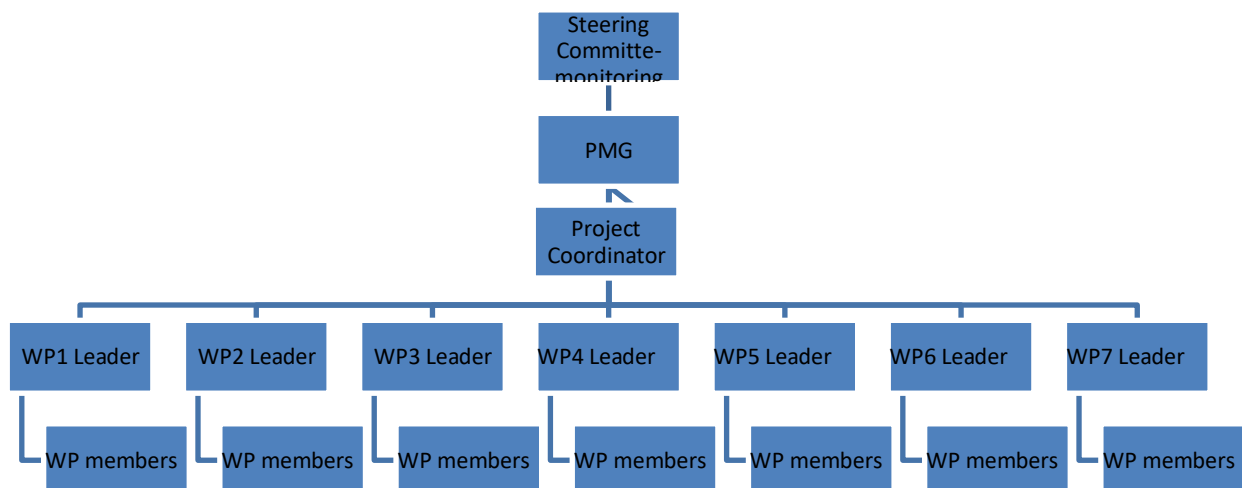 Steering
Committe-
monitoring
PMG
Project
Coordinator
WP1 Leader
WP2 Leader
WP3 Leader
WP4 Leader
WP5 Leader
WP6 Leader
WP7 Leader
WP members
WP members
WP members
WP members
WP members
WP members
WP members